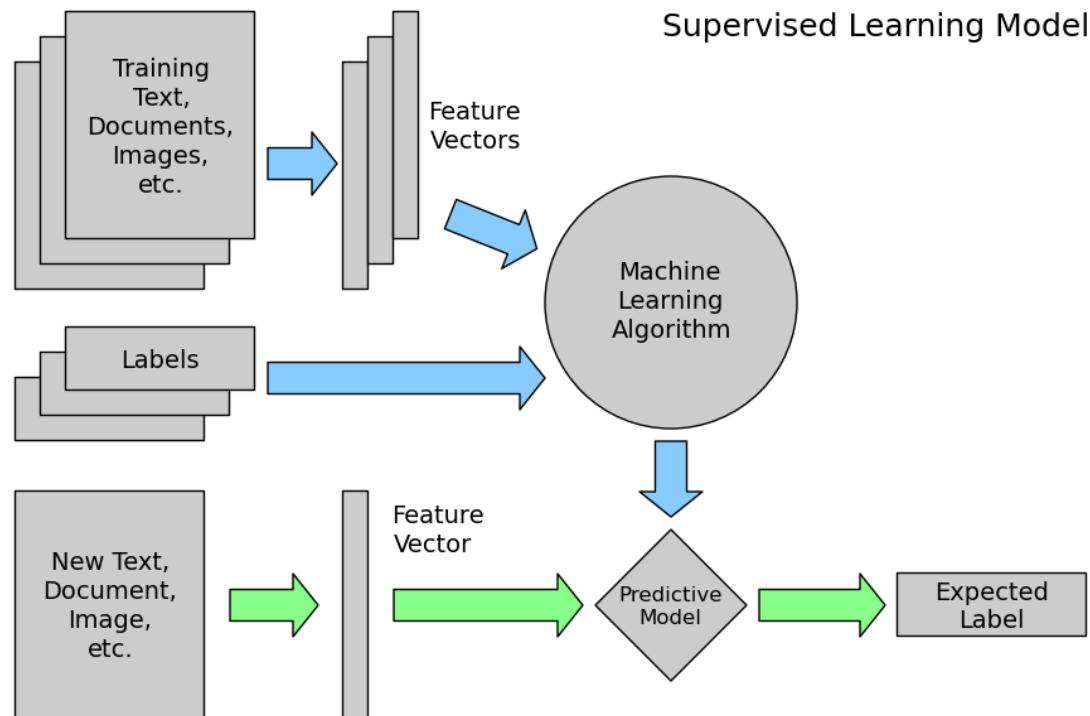 Supervised Learning Model
Training
Text,
Documents,
Images,
etc.
Feature
Vectors
Machine
Learning
Algorithm
Labels
New Text,
Document,
Image,
etc.
Feature
Vector
Predictive
Model
Expected
Label